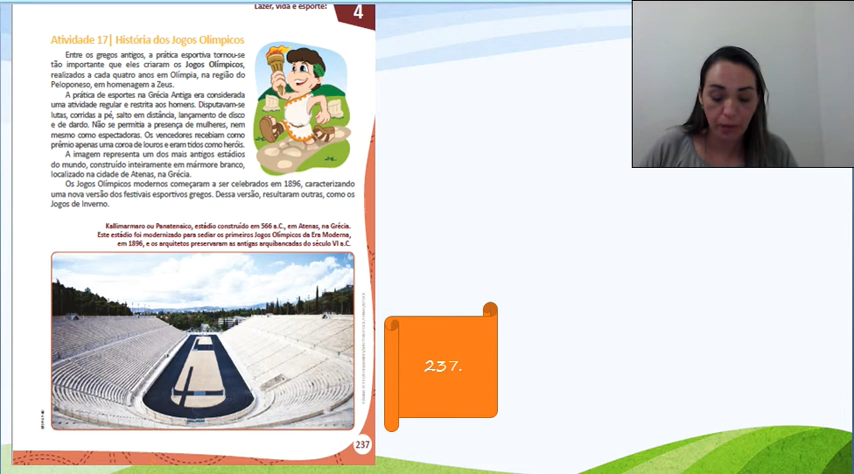 Lazer, vida e esporte:
4
Atividade 17| História dos Jogos Olímpicos
Entre os gregos antigos, a prática esportiva tornou-se
tão importante que eles criaram os Jogos Olímpicos,
realizados a cada quatro anos em Olímpia, na região do
Peloponeso, em homenagem a Zeus.
A prática de esportes na Grécia Antiga era considerada
uma atividade regular e restrita aos homens. Disputavam-se
lutas, corridas a pé, salto em distância, lançamento de disco
e de dardo. Não se permitia a presença de mulheres, nem
mesmo como espectadoras. Os vencedores recebiam como
prêmio apenas uma coroa de louros e eram tidos como heróis.
A imagem representa um dos mais antigos estádios
do mundo, construído inteiramente em mármore branco,
localizado na cidade de Atenas, na Grécia.
Os Jogos Olímpicos modernos começaram a ser celebrados em 1896, caracterizando
uma nova versão dos festivais esportivos gregos. Dessa versão, resultaram outras, como os
Jogos de Inverno.
Kallimarmaro ou Panatenaico, estádio construído em 566 a.C., em Atenas, na Grécia.
Este estádio foi modernizado para sediar os primeiros Jogos Olímpicos da Era Moderna,
em 1896, e os arquitetos preservaram as antigas arquibancadas do século VI a.C.
237
237.